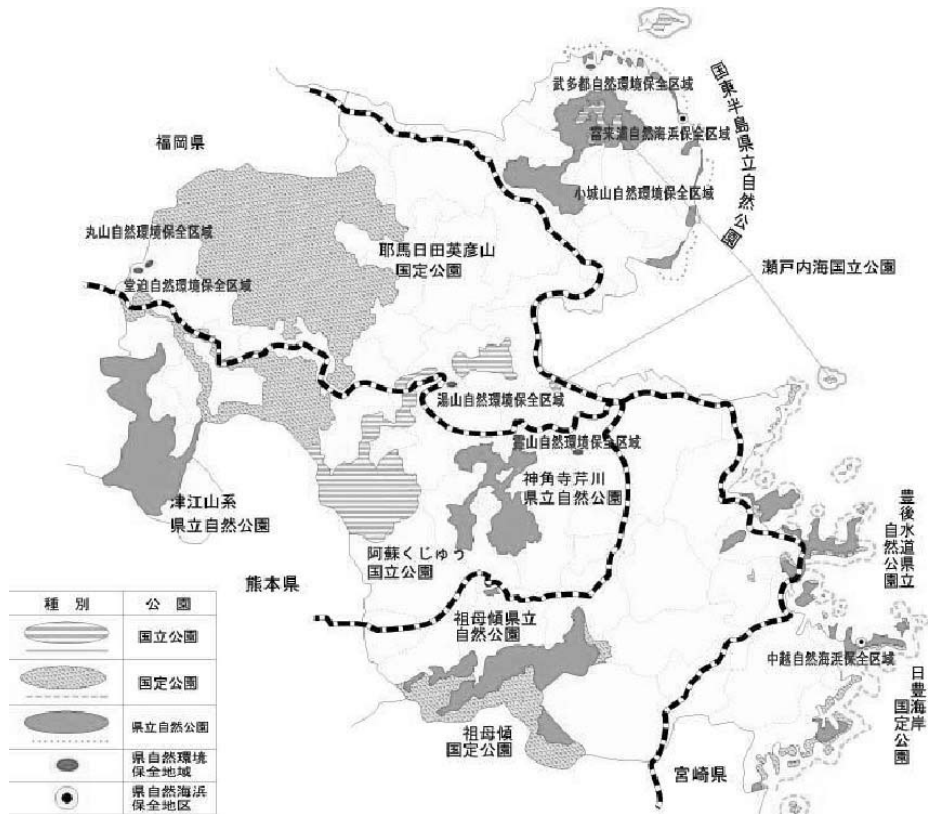 武多都自然環境保全区域
国東半島県立自然公園
富来浦自然海浜保全区域
福岡県
小城山自然環境保全区域
丸山自然環境保全区域
耶馬日田英彦山
国定公園
瀬戸内海国立公園
堂迫自然環境保全区域
湯山自然環境保全区域
霊山自然環境保全区域
神角寺芹川
県立自然公園
津江山系
県立自然公園
豊後水道県立
自然公園
阿蘇くじゅう
国立公園
熊本県
祖母傾県立
自然公園
中越自然海浜保全区域
日豊海岸
国定公園
祖母傾
国定公園
宮崎県
種 別 公 園
国立公園
国定公園
県立自然公園
県自然環境
保全地域
県自然海浜
保全地区